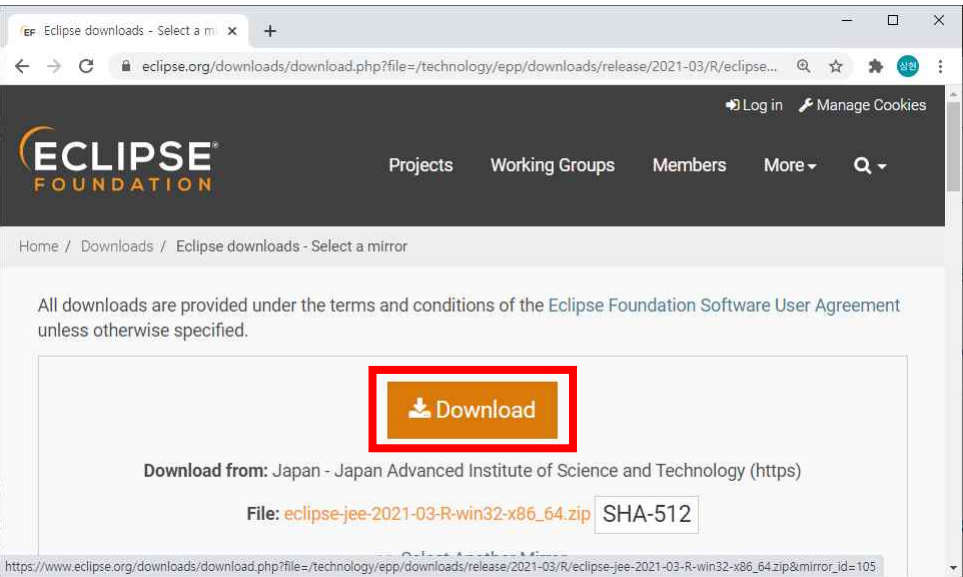 EF Eclipse downloads - Select a m
eclipse.org/downloads/download.php?file=/technology/epp/downloads/release/2021-03/R/eclipse...
심현
Log in Manage Cookies
ECLIPSE®
FOUNDATION
Projects Working Groups Members More
Home / Downloads / Eclipse downloads - Select a mirror
All downloads are provided under the terms and conditions of the Eclipse Foundation Software User Agreement
unless otherwise specified.
Download
Download from: Japan - Japan Advanced Institute of Science and Technology (https)
File: eclipse-jee-2021-03-R-win32-x86_64.zip SHA-512
Select Another Mirror
https://www.eclipse.org/downloads/download.php?file=/technology/epp/downloads/release/2021-03/R/eclipse-jee-2021-03-R-win32-x86_64.zip&mirror_id=105